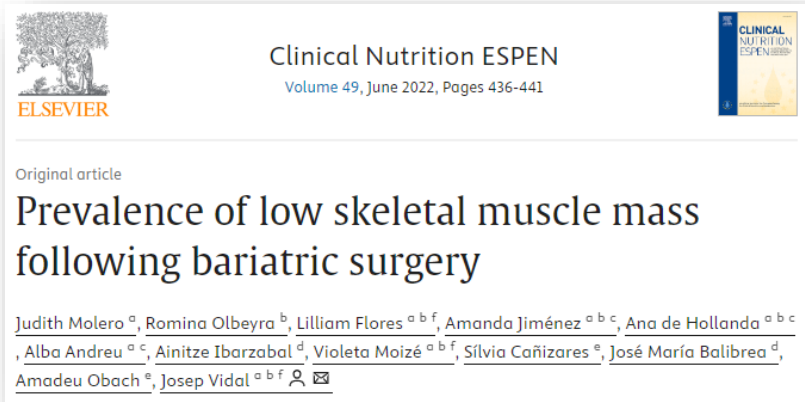 Clinical Nutrition ESPEN
Volume 49, June 2022, Pages 436-441
ELSEVIER
CLINICAL
NUTRITION
ESPEN
Original article
Prevalence of low skeletal muscle mass
following bariatric surgery
Judith Molero a, Romina Olbeyra b, Lilliam Flores a b f, Amanda Jiménez a b c, Ana de Hollanda a b c
, Alba Andreu a c, Ainitze Ibarzabal d, Violeta Moizé a b f, Sílvia Cañizares e, José María Balibrea d,
Amadeu Obach e, Josep Vidal a b f